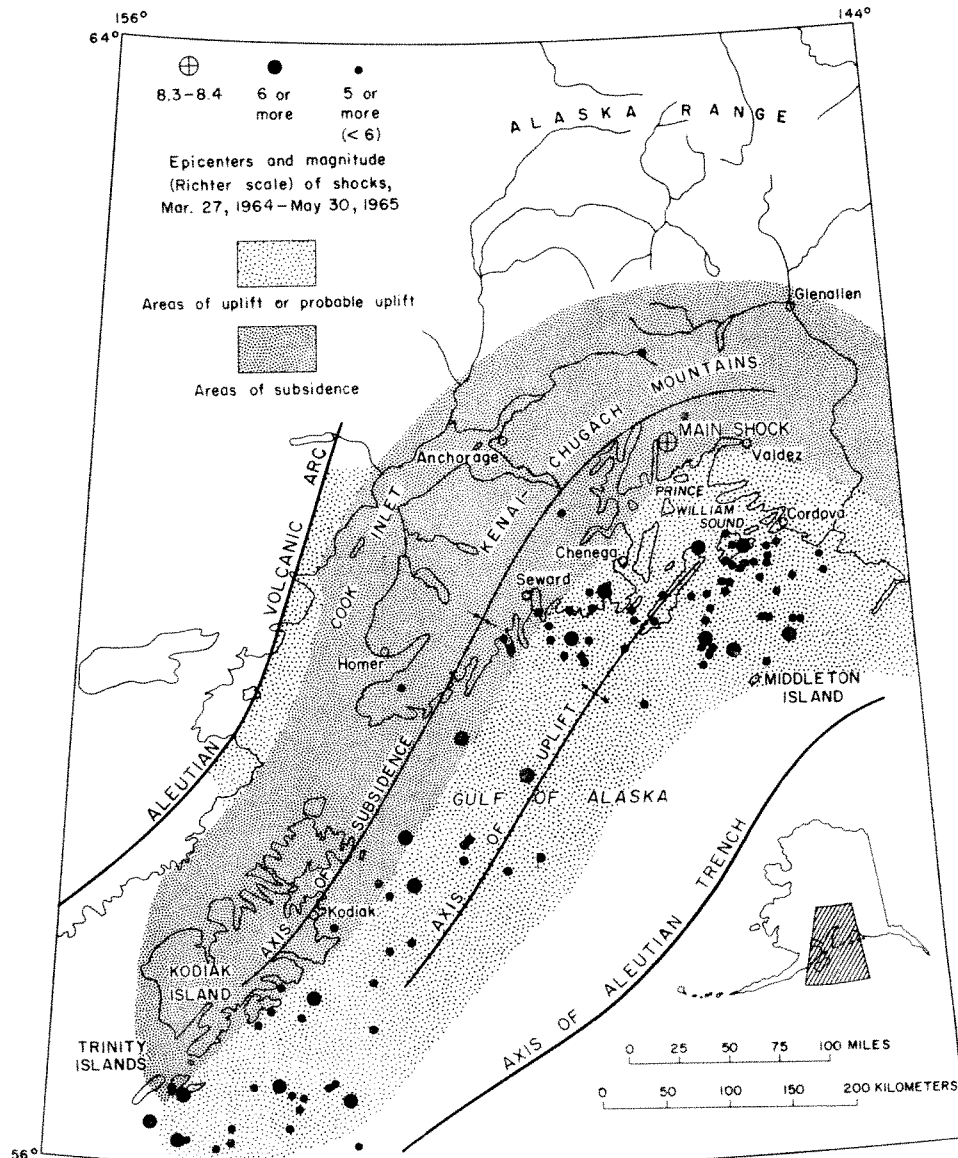 156°
144°
64°
8.3–8.4
6 or
more
5 or
more
(< 6)
Epicenters and magnitude
(Richter scale) of shocks,
Mar. 27, 1964–May 30, 1965
Areas of uplift or probable uplift
Areas of subsidence
ALASKA RANGE
Glenallen
KENAI–CHUGACH MOUNTAINS
MAIN SHOCK
Valdez
Anchorage
PRINCE
WILLIAM
SOUND
Cordova
Chenega
Seward
COOK INLET
Homer
ALEUTIAN VOLCANIC ARC
MIDDLETON
ISLAND
AXIS OF SUBSIDENCE
AXIS OF UPLIFT
GULF OF ALASKA
AXIS OF ALEUTIAN TRENCH
Kodiak
KODIAK
ISLAND
TRINITY
ISLANDS
0 25 50 75 100 MILES
0 50 100 150 200 KILOMETERS
56°